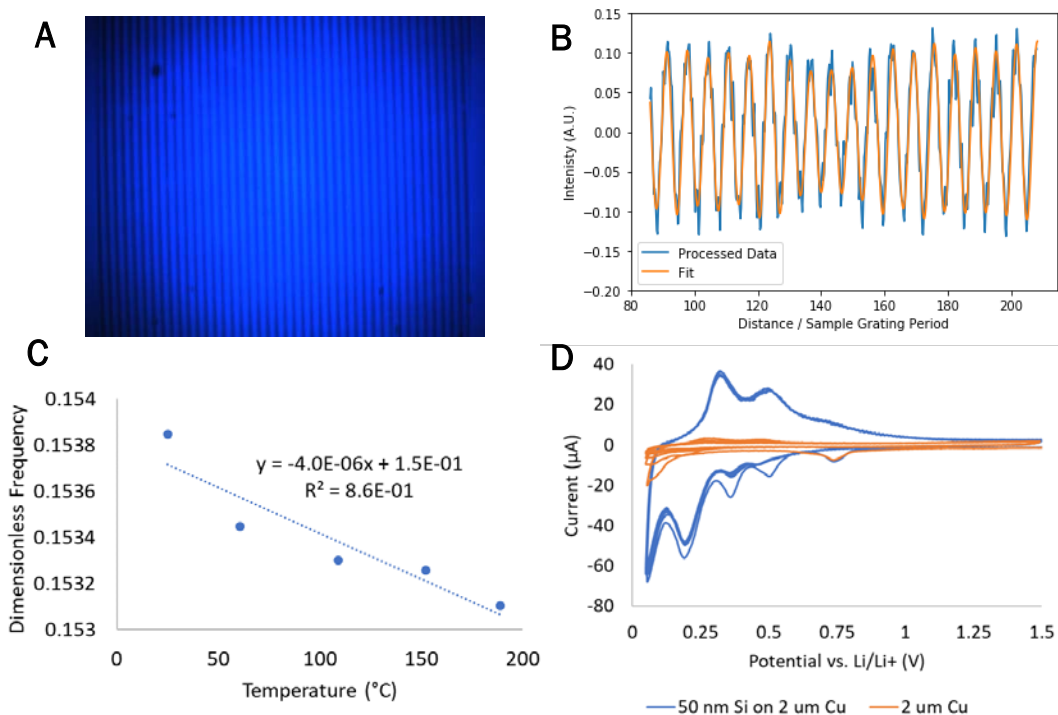 A
B
0.15
0.10
0.05
0.00
−0.05
−0.10
−0.15
−0.20
Intenisty (A.U.)
Processed Data
Fit
80
100
120
140
160
180
200
Distance / Sample Grating Period
C
0.154
0.1538
0.1536
0.1534
0.1532
0.153
Dimensionless Frequency
y = -4.0E-06x + 1.5E-01
R² = 8.6E-01
0
50
100
150
200
Temperature (°C)
D
40
20
0
-20
-40
-60
-80
Current (µA)
0
0.25
0.5
0.75
1
1.25
1.5
Potential vs. Li/Li+ (V)
50 nm Si on 2 um Cu
2 um Cu